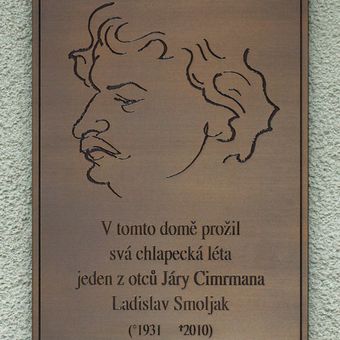 V tomto domě prožil
svá chlapecká léta
jeden z otců Járy Cimrmana
Ladislav Smoljak
(°1931 †2010)